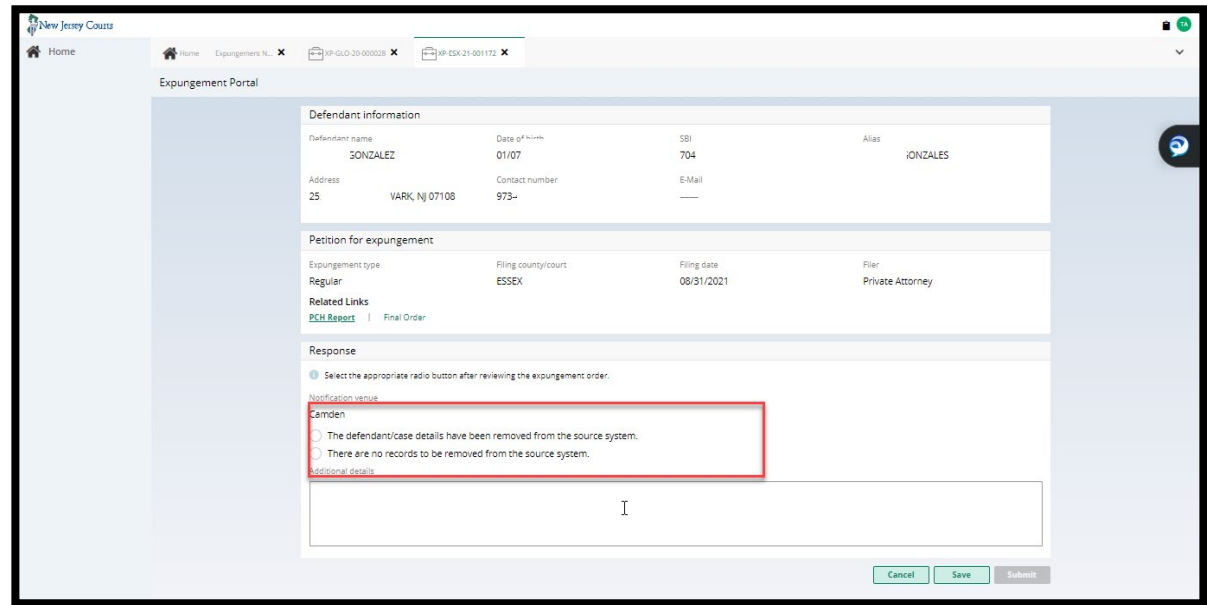 New Jersey Courts
TA
Home
Home Expungement N... XP-GLO-20-000028 XP-ESX-21-001172
Expungement Portal
Defendant information
Defendant name Date of birth SBI Alias
GONZALEZ 01/07 704 GONZALES
Address Contact number E-Mail
25 VARK, NJ 07108 973- ——
Petition for expungement
Expungement type Filing county/court Filing date Filer
Regular ESSEX 08/31/2021 Private Attorney
Related Links
PCH Report | Final Order
Response
Select the appropriate radio button after reviewing the expungement order.
Notification venue
Camden
The defendant/case details have been removed from the source system.
There are no records to be removed from the source system.
Additional details
Cancel Save Submit